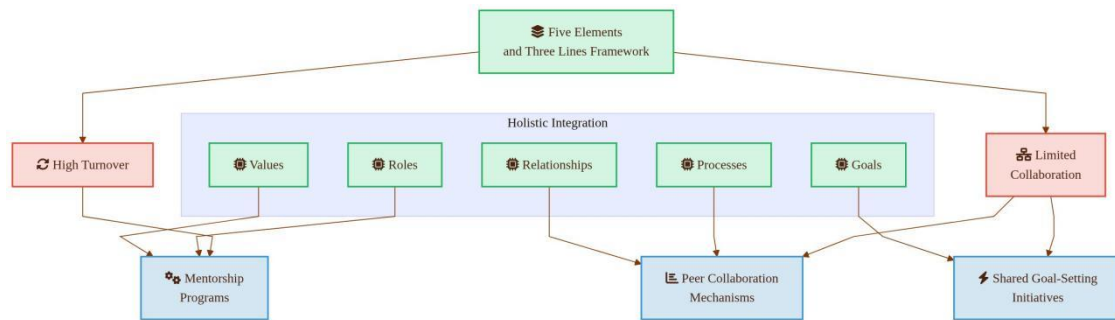 Five Elements
and Three Lines Framework
Holistic Integration
High Turnover
Values
Roles
Relationships
Processes
Goals
Limited
Collaboration
Mentorship
Programs
Peer Collaboration
Mechanisms
Shared Goal-Setting
Initiatives